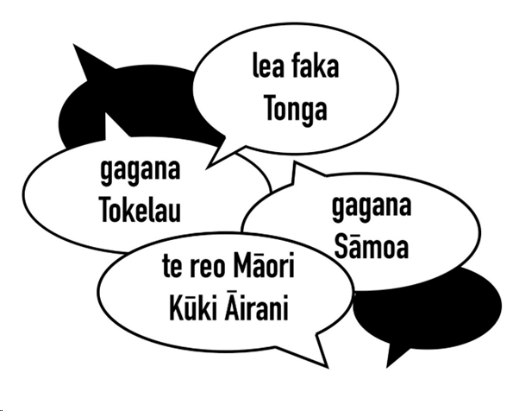 lea faka
Tonga
gagana
Tokelau
gagana
Sāmoa
te reo Māori
Kūki Āirani